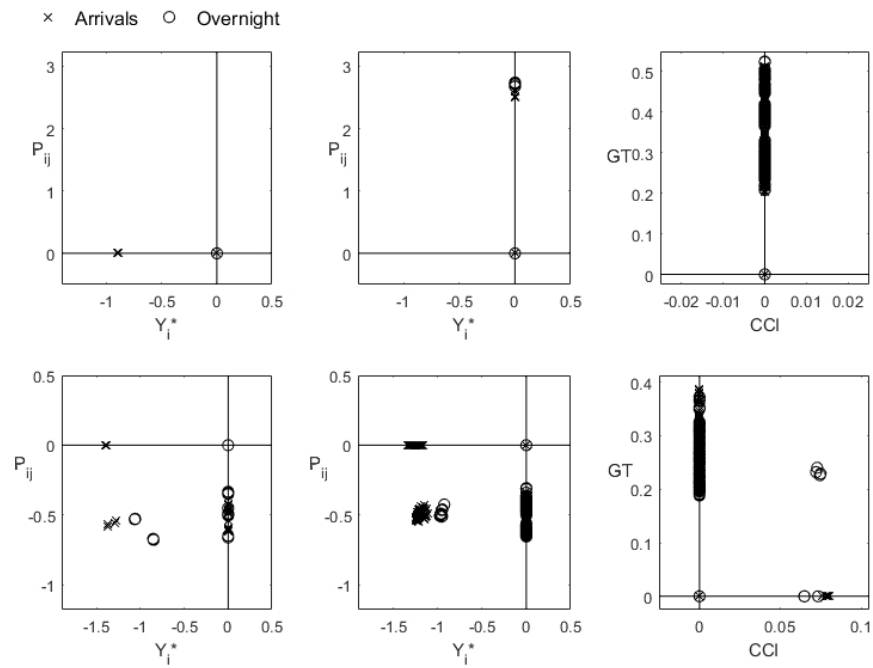 Arrivals Overnight
3 3 0.5
P_ij P_ij GT 0.4
2 2 0.3
1 1 0.2
0.1
0 0 0
-1 -0.5 0 0.5 -1 -0.5 0 0.5 -0.02 -0.01 0 0.01 0.02
Y_i* Y_i* CCI
0.5 0.5 0.4
P_ij P_ij GT 0.3
0 0 0.2
-0.5 -0.5 0.1
-1 -1 0
-1.5 -1 -0.5 0 0.5 -1.5 -1 -0.5 0 0.5 0 0.05 0.1
Y_i* Y_i* CCI